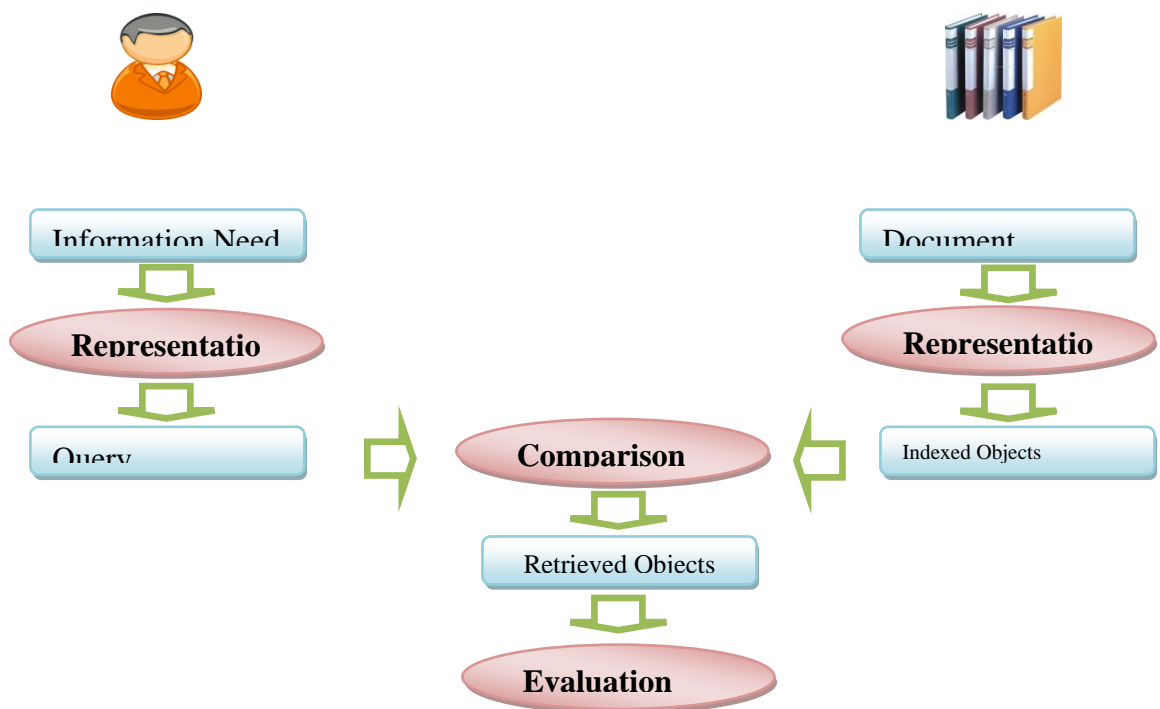 Information Need
Document
Representatio
Representatio
Query
Comparison
Indexed Objects
Retrieved Objects
Evaluation